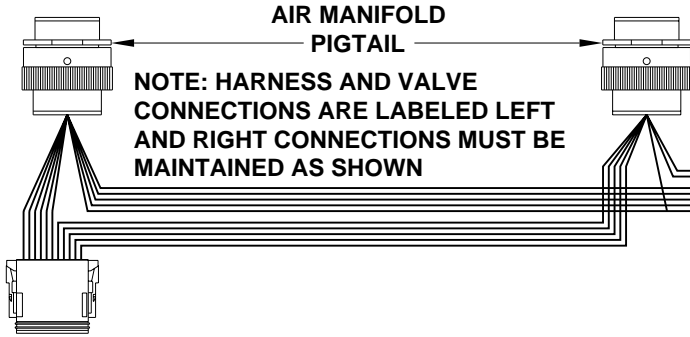 AIR MANIFOLD
PIGTAIL
NOTE: HARNESS AND VALVE
CONNECTIONS ARE LABELED LEFT
AND RIGHT CONNECTIONS MUST BE
MAINTAINED AS SHOWN